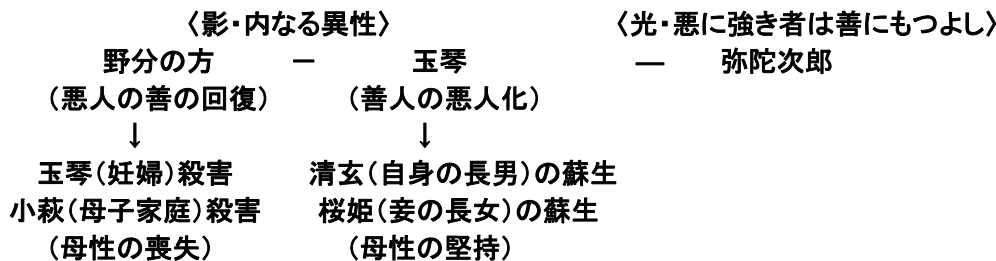 〈影・内なる異性〉 〈光・悪に強き者は善にもつよし〉
野分の方 － 玉琴 ― 弥陀次郎
（悪人の善の回復） （善人の悪人化）
↓ ↓
玉琴（妊婦）殺害 清玄（自身の長男）の蘇生
小萩（母子家庭）殺害 桜姫（妾の長女）の蘇生
（母性の喪失） （母性の堅持）